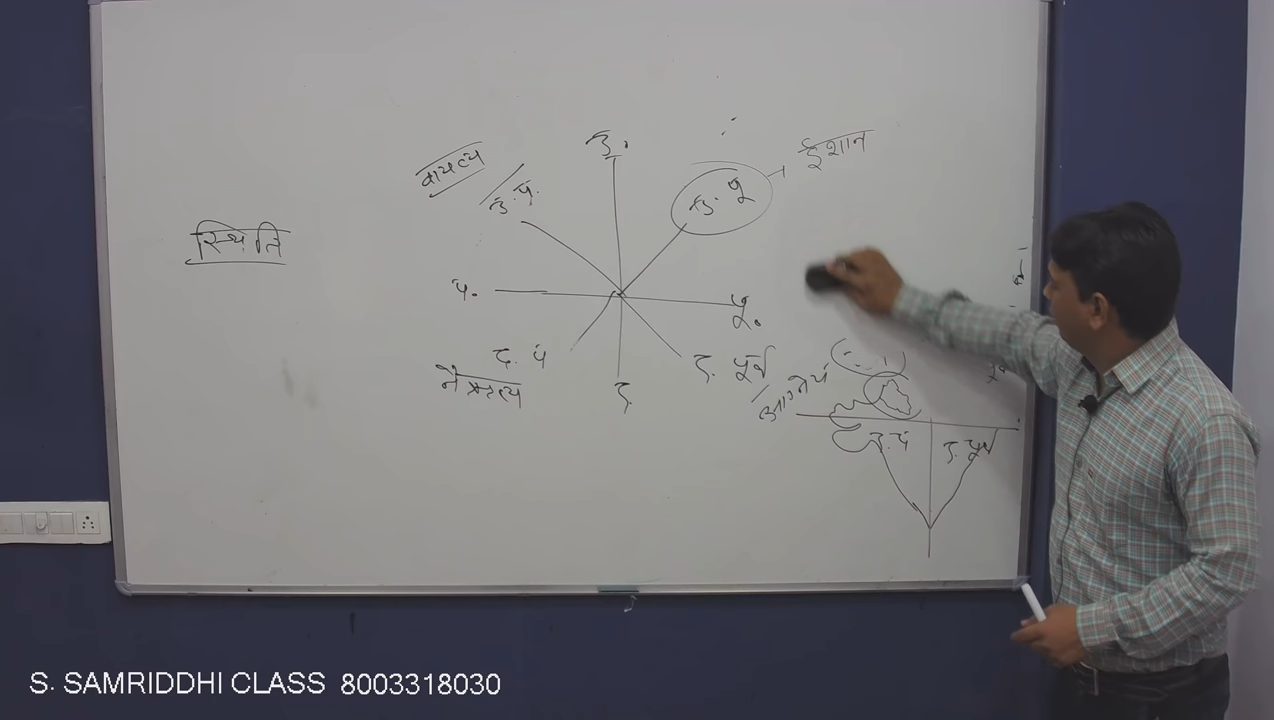 उ.
ईशान
वायव्य
उ.प.
उ.पू
स्थिति
प.
पू.
द. पं
नैऋत्य
द.
द. पूर्व
आग्नेयं
द.पं
द.पूर्व
S. SAMRIDDHI CLASS 8003318030